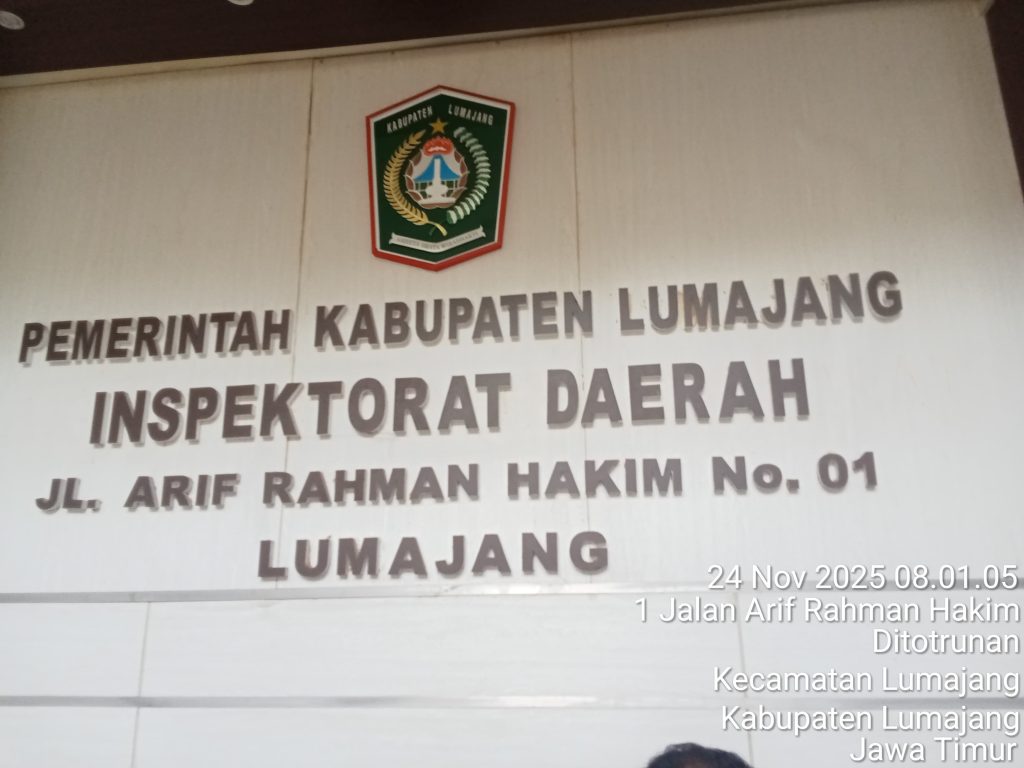 KABUPATEN LUMAJANG
PEMERINTAH KABUPATEN LUMAJANG
INSPEKTORAT DAERAH
JL. ARIF RAHMAN HAKIM No. 01
LUMAJANG
24 Nov 2025 08.01.05
1 Jalan Arif Rahman Hakim
Ditotrunan
Kecamatan Lumajang
Kabupaten Lumajang
Jawa Timur